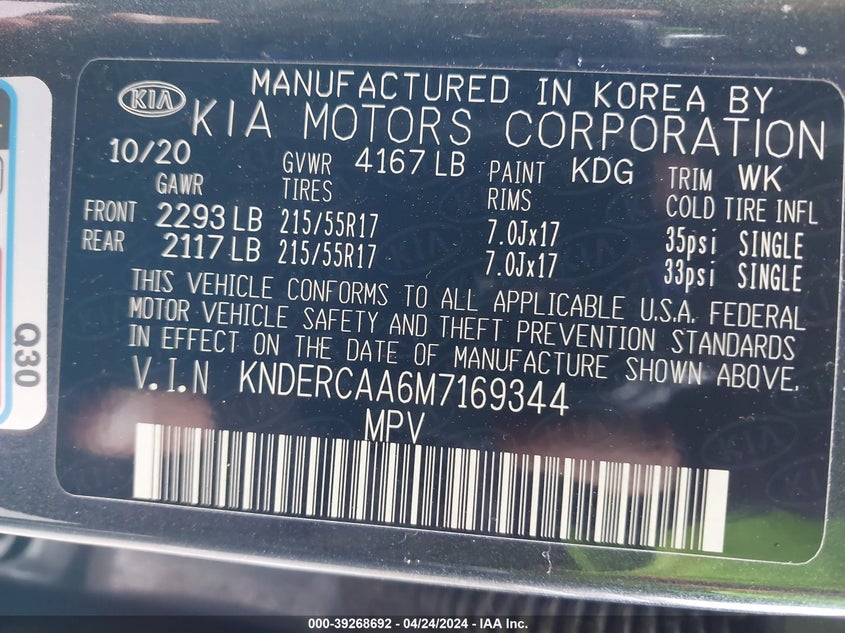 MANUFACTURED IN KOREA BY
KIA KIA MOTORS CORPORATION
10/20 GVWR 4167 LB PAINT KDG TRIM WK
GAWR TIRES RIMS COLD TIRE INFL
FRONT 2293 LB 215/55R17 7.0Jx17 35psi SINGLE
REAR 2117 LB 215/55R17 7.0Jx17 33psi SINGLE
THIS VEHICLE CONFORMS TO ALL APPLICABLE U.S.A. FEDERAL
MOTOR VEHICLE SAFETY AND THEFT PREVENTION STANDARDS
IN EFFECT ON THE DATE OF MANUFACTURE SHOWN ABOVE.
V.I.N KNDERCAA6M7169344
MPV
Q30
000-39268692 - 04/24/2024 - IAA Inc.